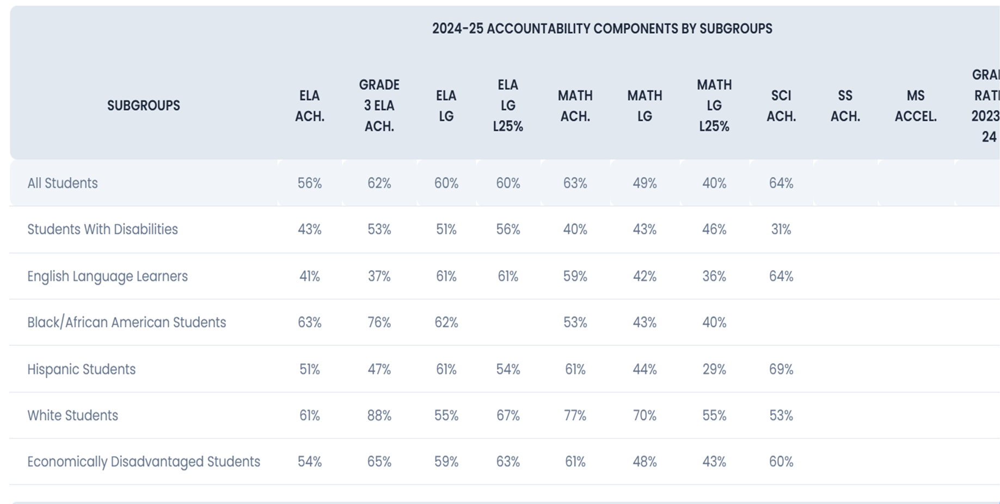 2024-25 ACCOUNTABILITY COMPONENTS BY SUBGROUPS
SUBGROUPS ELA ACH. GRADE 3 ELA ACH. ELA LG ELA LG L25% MATH ACH. MATH LG MATH LG L25% SCI ACH. SS ACH. MS ACCEL. 2023 24
All Students 56% 62% 60% 60% 63% 49% 40% 64%
Students With Disabilities 43% 53% 51% 56% 40% 43% 46% 31%
English Language Learners 41% 37% 61% 61% 59% 42% 36% 64%
Black/African American Students 63% 76% 62% 53% 43% 40%
Hispanic Students 51% 47% 61% 54% 61% 44% 29% 69%
White Students 61% 88% 55% 67% 77% 70% 55% 53%
Economically Disadvantaged Students 54% 65% 59% 63% 61% 48% 43% 60%